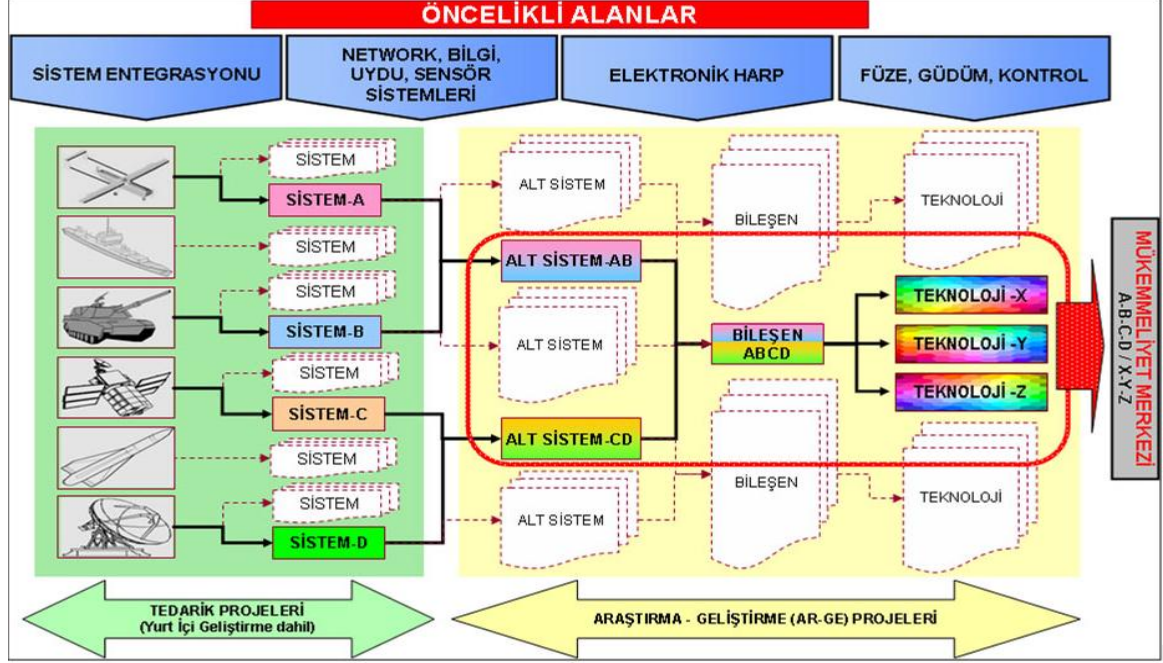 ÖNCELİKLİ ALANLAR
SİSTEM ENTEGRASYONU
NETWORK, BİLGİ,
UYDU, SENSÖR
SİSTEMLERİ
ELEKTRONİK HARP
FÜZE, GÜDÜM, KONTROL
SİSTEM
SİSTEM-A
SİSTEM
SİSTEM
SİSTEM-B
SİSTEM
SİSTEM-C
SİSTEM
SİSTEM
SİSTEM-D
ALT SİSTEM
ALT SİSTEM-AB
ALT SİSTEM
ALT SİSTEM-CD
ALT SİSTEM
BİLEŞEN
BİLEŞEN
ABCD
BİLEŞEN
TEKNOLOJİ
TEKNOLOJİ -X
TEKNOLOJİ -Y
TEKNOLOJİ -Z
TEKNOLOJİ
MÜKEMMELİYET MERKEZİ
A-B-C-D / X-Y-Z
TEDARİK PROJELERİ
(Yurt İçi Geliştirme dahil)
ARAŞTIRMA - GELİŞTİRME (AR-GE) PROJELERİ